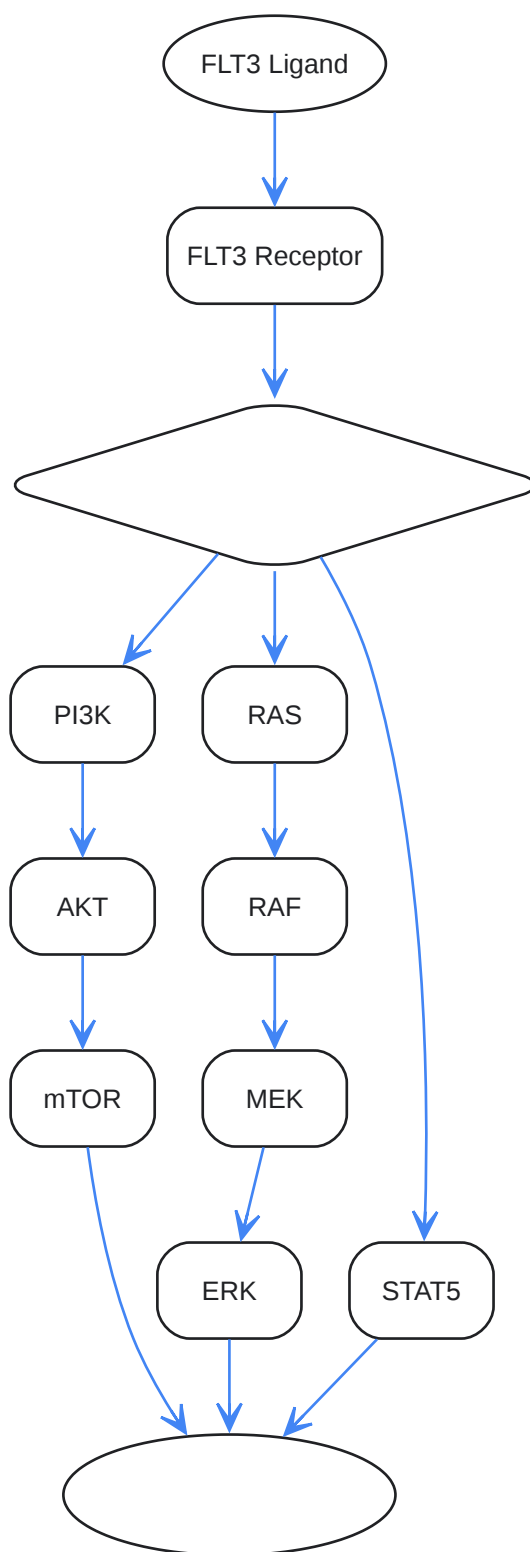 FLT3 Ligand
FLT3 Receptor
PI3K
RAS
AKT
RAF
mTOR
MEK
ERK
STAT5